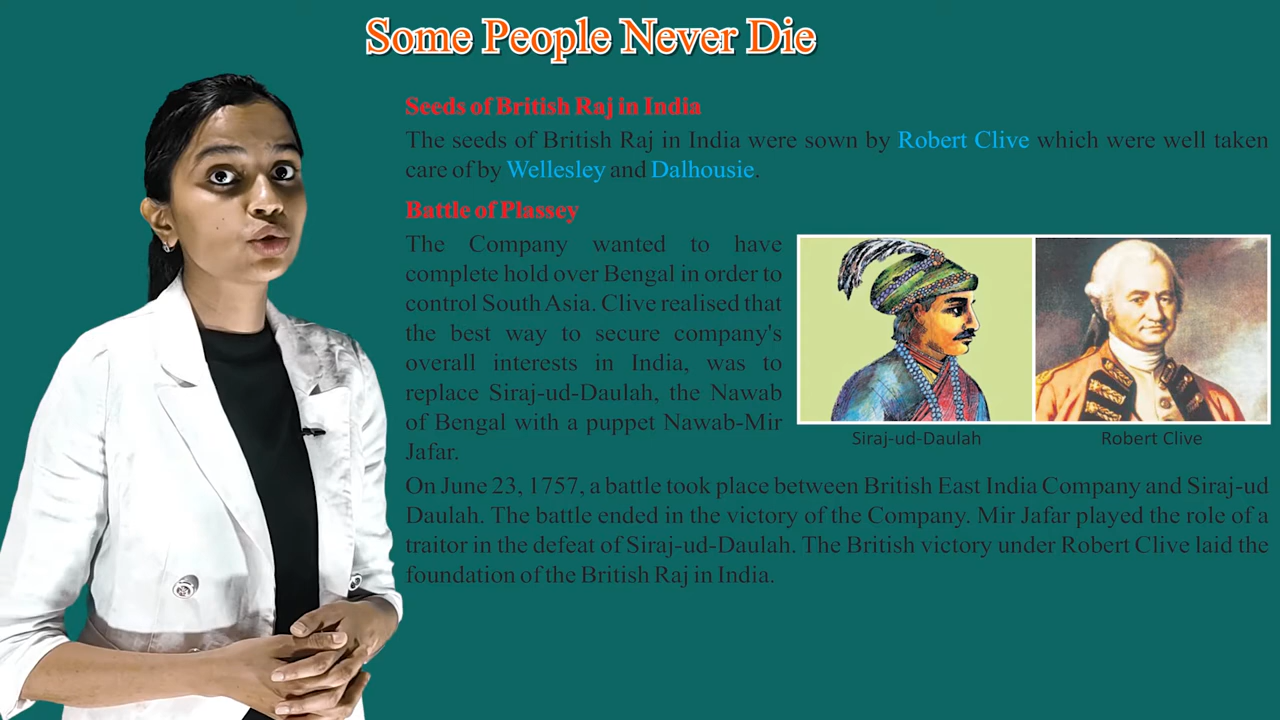 Some People Never Die
Seeds of British Raj in India
The seeds of British Raj in India were sown by Robert Clive which were well taken
care of by Wellesley and Dalhousie.
Battle of Plassey
The Company wanted to have
complete hold over Bengal in order to
control South Asia. Clive realised that
the best way to secure company's
overall interests in India, was to
replace Siraj-ud-Daulah, the Nawab
of Bengal with a puppet Nawab-Mir
Jafar.
Siraj-ud-Daulah
Robert Clive
On June 23, 1757, a battle took place between British East India Company and Siraj-ud
Daulah. The battle ended in the victory of the Company. Mir Jafar played the role of a
traitor in the defeat of Siraj-ud-Daulah. The British victory under Robert Clive laid the
foundation of the British Raj in India.